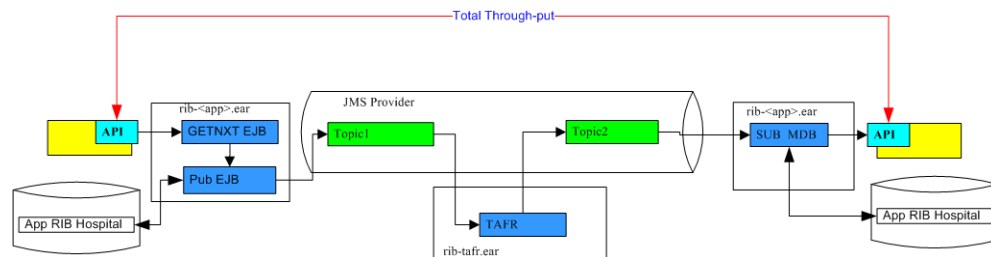 Total Through-put
rib-<app>.ear
JMS Provider
rib-<app>.ear
API
GETNXT EJB
Topic1
Topic2
SUB MDB
API
Pub EJB
App RIB Hospital
TAFR
App RIB Hospital
rib-tafr.ear